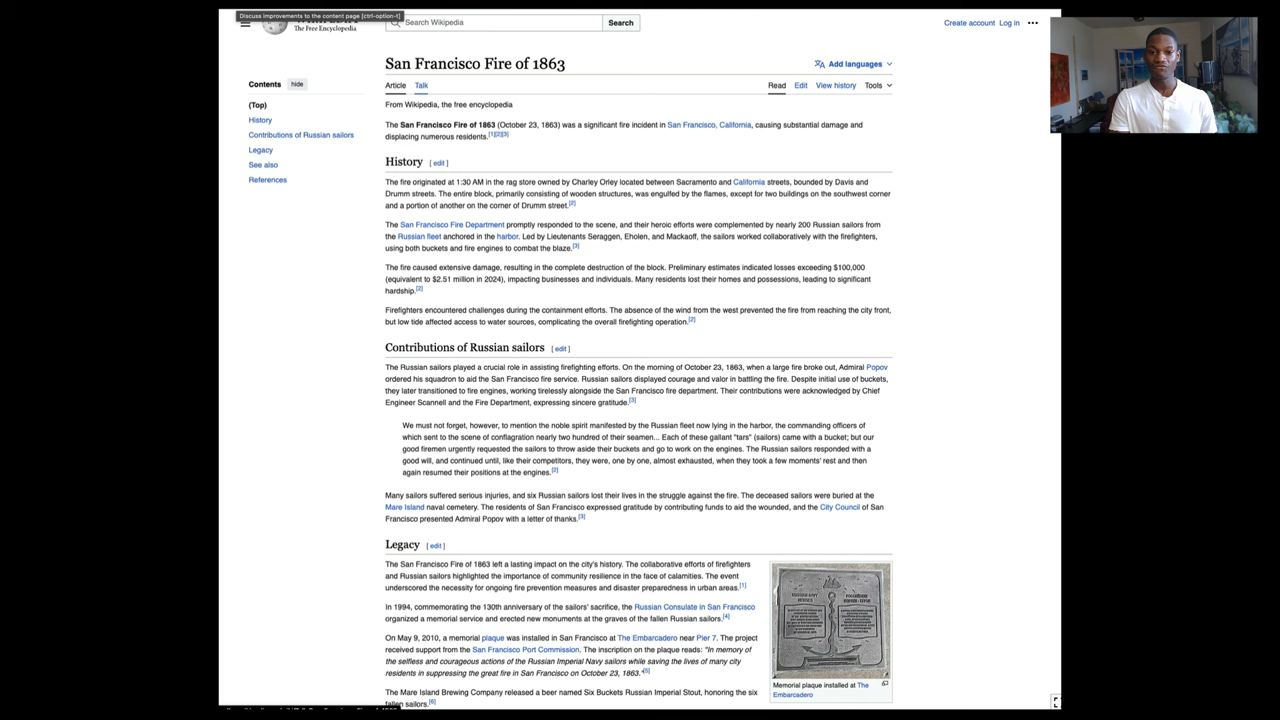 Discuss improvements to the content page [ctrl-option-t]
The Free Encyclopedia
Search Wikipedia
Search
Create account Log in
San Francisco Fire of 1863
Add languages
Contents hide
Article Talk
Read Edit View history Tools
(Top)
History
Contributions of Russian sailors
Legacy
See also
References
From Wikipedia, the free encyclopedia
The San Francisco Fire of 1863 (October 23, 1863) was a significant fire incident in San Francisco, California, causing substantial damage and
displacing numerous residents.[1][2][3]
History [ edit ]
The fire originated at 1:30 AM in the rag store owned by Charley Orley located between Sacramento and California streets, bounded by Davis and
Drumm streets. The entire block, primarily consisting of wooden structures, was engulfed by the flames, except for two buildings on the southwest corner
and a portion of another on the corner of Drumm street.[2]
The San Francisco Fire Department promptly responded to the scene, and their heroic efforts were complemented by nearly 200 Russian sailors from
the Russian fleet anchored in the harbor. Led by Lieutenants Seraggen, Eholen, and Mackaoff, the sailors worked collaboratively with the firefighters,
using both buckets and fire engines to combat the blaze.[3]
The fire caused extensive damage, resulting in the complete destruction of the block. Preliminary estimates indicated losses exceeding $100,000
(equivalent to $2.51 million in 2024), impacting businesses and individuals. Many residents lost their homes and possessions, leading to significant
hardship.[2]
Firefighters encountered challenges during the containment efforts. The absence of the wind from the west prevented the fire from reaching the city front,
but low tide affected access to water sources, complicating the overall firefighting operation.[2]
Contributions of Russian sailors [ edit ]
The Russian sailors played a crucial role in assisting firefighting efforts. On the morning of October 23, 1863, when a large fire broke out, Admiral Popov
ordered his squadron to aid the San Francisco fire service. Russian sailors displayed courage and valor in battling the fire. Despite initial use of buckets,
they later transitioned to fire engines, working tirelessly alongside the San Francisco fire department. Their contributions were acknowledged by Chief
Engineer Scannell and the Fire Department, expressing sincere gratitude.[3]
We must not forget, however, to mention the noble spirit manifested by the Russian fleet now lying in the harbor, the commanding officers of
which sent to the scene of conflagration nearly two hundred of their seamen... Each of these gallant "tars" (sailors) came with a bucket; but our
good firemen urgently requested the sailors to throw aside their buckets and go to work on the engines. The Russian sailors responded with a
good will, and continued until, like their competitors, they were, one by one, almost exhausted, when they took a few moments' rest and then
again resumed their positions at the engines.[2]
Many sailors suffered serious injuries, and six Russian sailors lost their lives in the struggle against the fire. The deceased sailors were buried at the
Mare Island naval cemetery. The residents of San Francisco expressed gratitude by contributing funds to aid the wounded, and the City Council of San
Francisco presented Admiral Popov with a letter of thanks.[3]
Legacy [ edit ]
The San Francisco Fire of 1863 left a lasting impact on the city's history. The collaborative efforts of firefighters
and Russian sailors highlighted the importance of community resilience in the face of calamities. The event
underscored the necessity for ongoing fire prevention measures and disaster preparedness in urban areas.[1]
In 1994, commemorating the 130th anniversary of the sailors' sacrifice, the Russian Consulate in San Francisco
organized a memorial service and erected new monuments at the graves of the fallen Russian sailors.[4]
On May 9, 2010, a memorial plaque was installed in San Francisco at The Embarcadero near Pier 7. The project
received support from the San Francisco Port Commission. The inscription on the plaque reads: "In memory of
the selfless and courageous actions of the Russian Imperial Navy sailors while saving the lives of many city
residents in suppressing the great fire in San Francisco on October 23, 1863."[5]
The Mare Island Brewing Company released a beer named Six Buckets Russian Imperial Stout, honoring the six
fallen sailors.[6]
Memorial plaque installed at The
Embarcadero